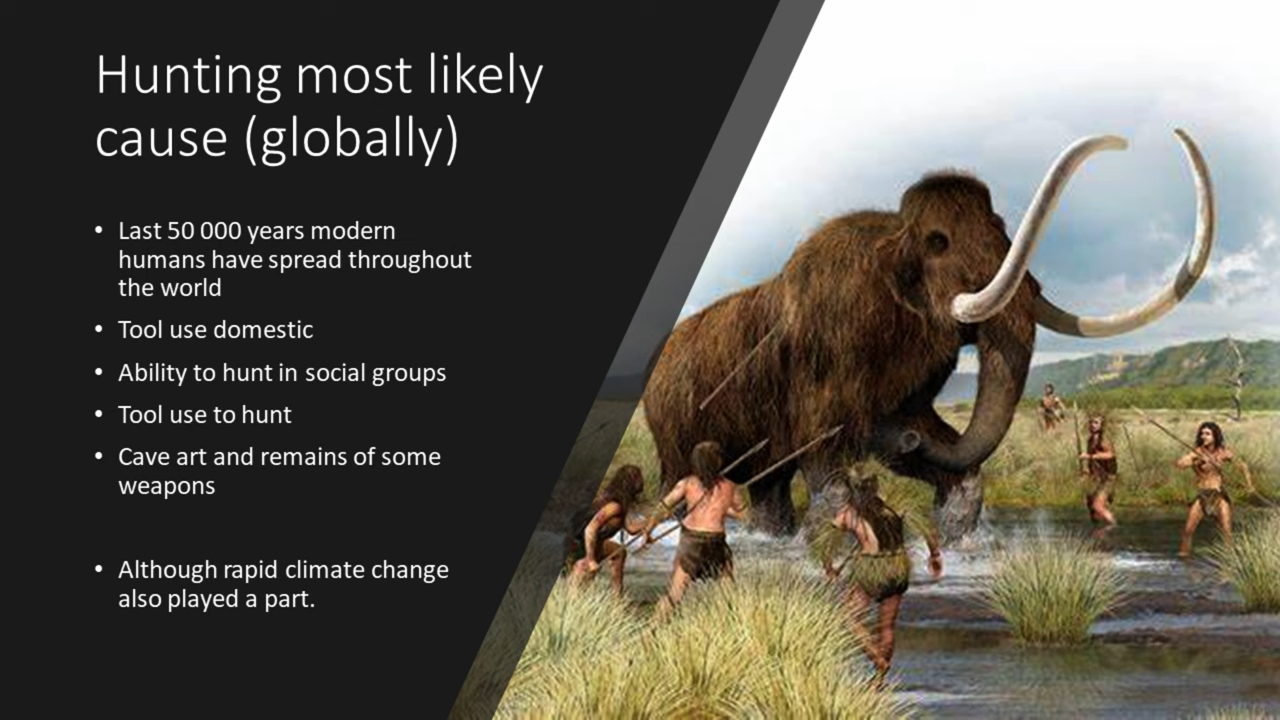 Hunting most likely
cause (globally)
• Last 50 000 years modern
humans have spread throughout
the world
• Tool use domestic
• Ability to hunt in social groups
• Tool use to hunt
• Cave art and remains of some
weapons
• Although rapid climate change
also played a part.